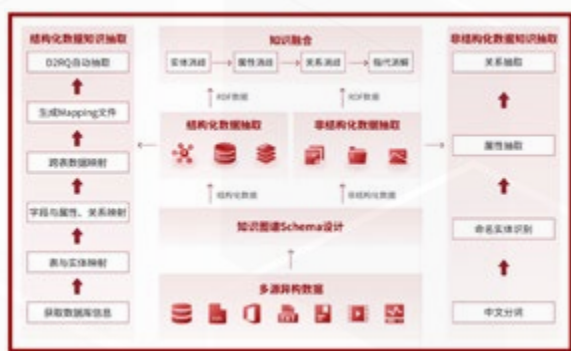 结构化数据知识抽取
D2RQ自动抽取
生成Mapping文件
跨表数据映射
字段与属性、关系映射
表与实体映射
获取数据库信息
知识融合
实体消歧
属性消歧
关系消歧
指代消解
RDF数据
RDF数据
结构化数据抽取
非结构化数据抽取
结构化数据
非结构化数据
知识图谱Schema设计
多源异构数据
TXT
非结构化数据知识抽取
关系抽取
属性抽取
命名实体识别
中文分词